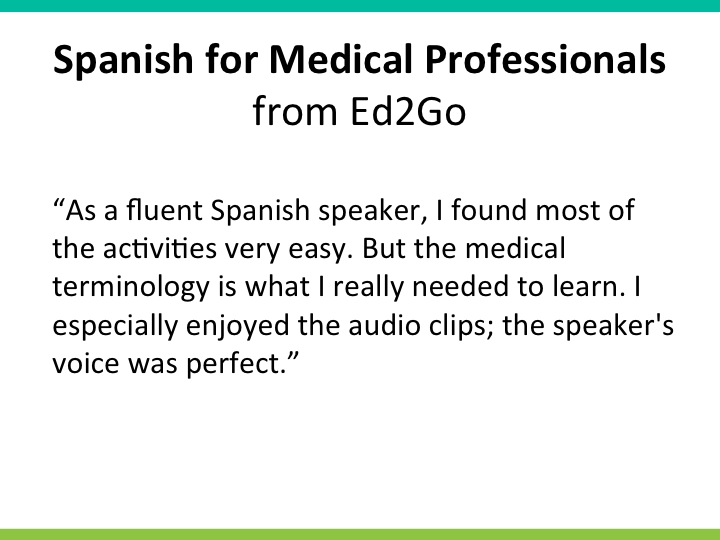 Spanish for Medical Professionals
from Ed2Go
“As a fluent Spanish speaker, I found most of
the activities very easy. But the medical
terminology is what I really needed to learn. I
especially enjoyed the audio clips; the speaker's
voice was perfect.”